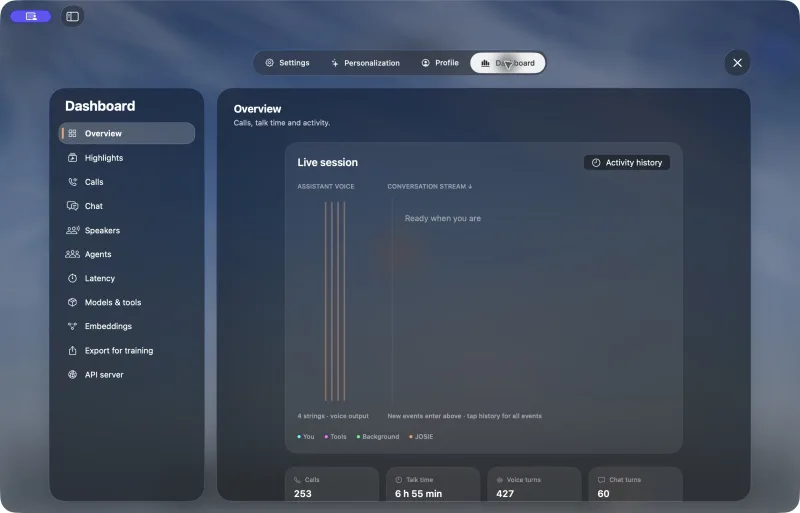 Settings
Personalization
Profile
Dashboard
Dashboard
Overview
Highlights
Calls
Chat
Speakers
Agents
Latency
Models & tools
Embeddings
Export for training
API server
Overview
Calls, talk time and activity.
Live session
Activity history
ASSISTANT VOICE
CONVERSATION STREAM ↓
Ready when you are
4 strings · voice output
New events enter above · tap history for all events
You
Tools
Background
JOSIE
Calls
253
Talk time
6 h 55 min
Voice turns
427
Chat turns
60